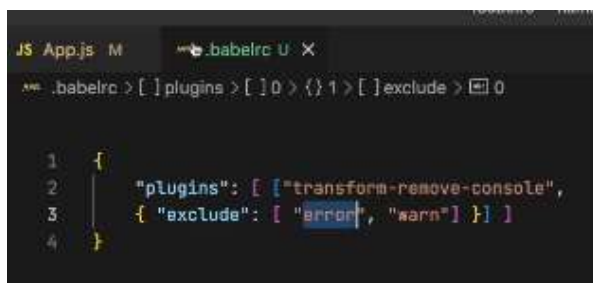 JS App.js M .babelrc U ×
.babelrc > [ ] plugins > [ ] 0 > {} 1 > [ ] exclude > 0
1 {
2 "plugins": [ ["transform-remove-console",
3 { "exclude": [ "error", "warn"] }] ]
4 }